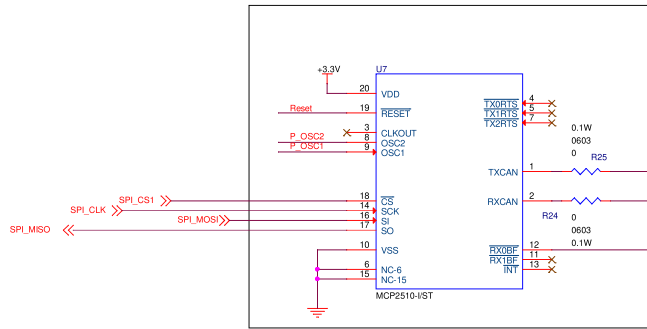 U7
+3.3V
20 VDD
TX0RTS 4
Reset 19 RESET
TX1RTS 5
TX2RTS 7
3 CLKOUT
0.1W
P_OSC2 8 OSC2
0603
P_OSC1 9 OSC1
0
R25
TXCAN 1
SPI_CS1 18 CS
RXCAN 2
SPI_CLK 14 SCK
R24
SPI_MOSI 16 SI
0
SPI_MISO 17 SO
0603
0.1W
10 VSS
RX0BF 12
RX1BF 11
6 NC-6
INT 13
15 NC-15
MCP2510-I/ST